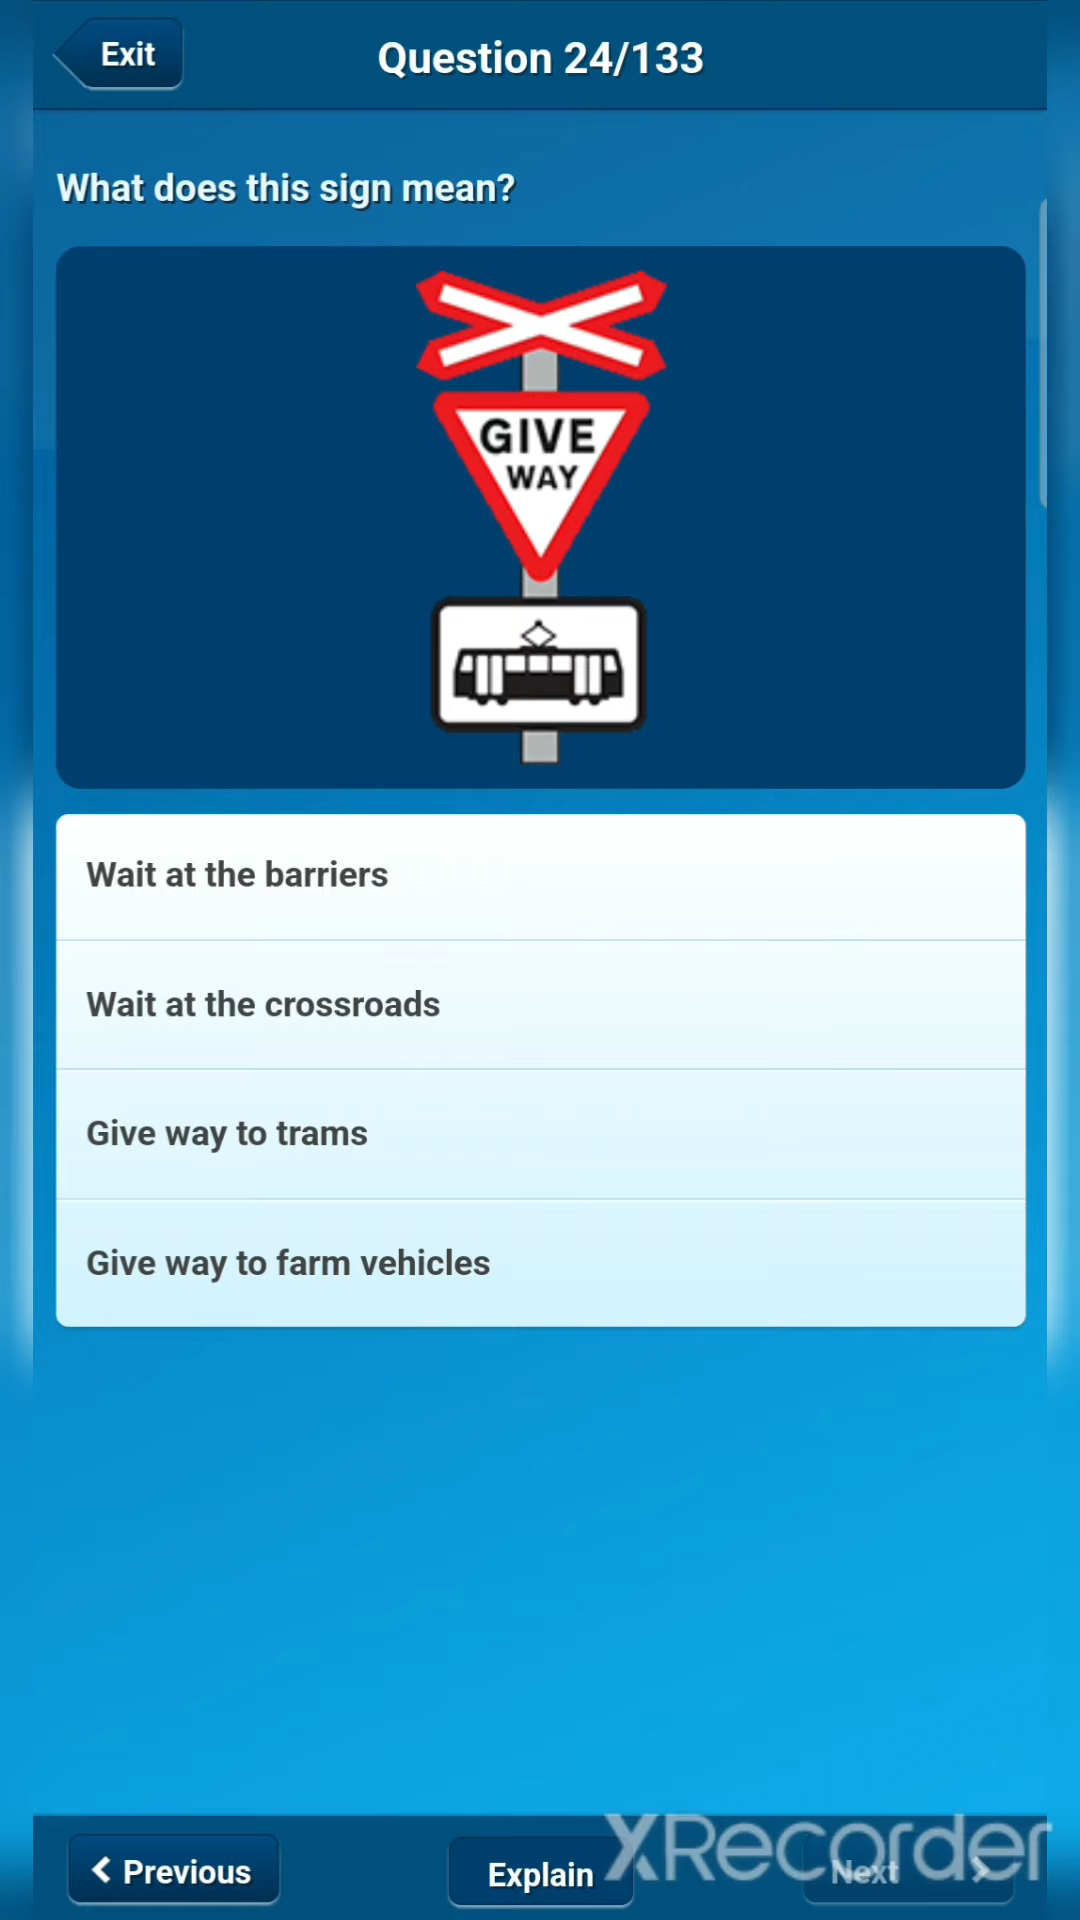 Exit
Question 24/133
What does this sign mean?
GIVE
WAY
Wait at the barriers
Wait at the crossroads
Give way to trams
Give way to farm vehicles
Previous
Explain
Next
XRecorder